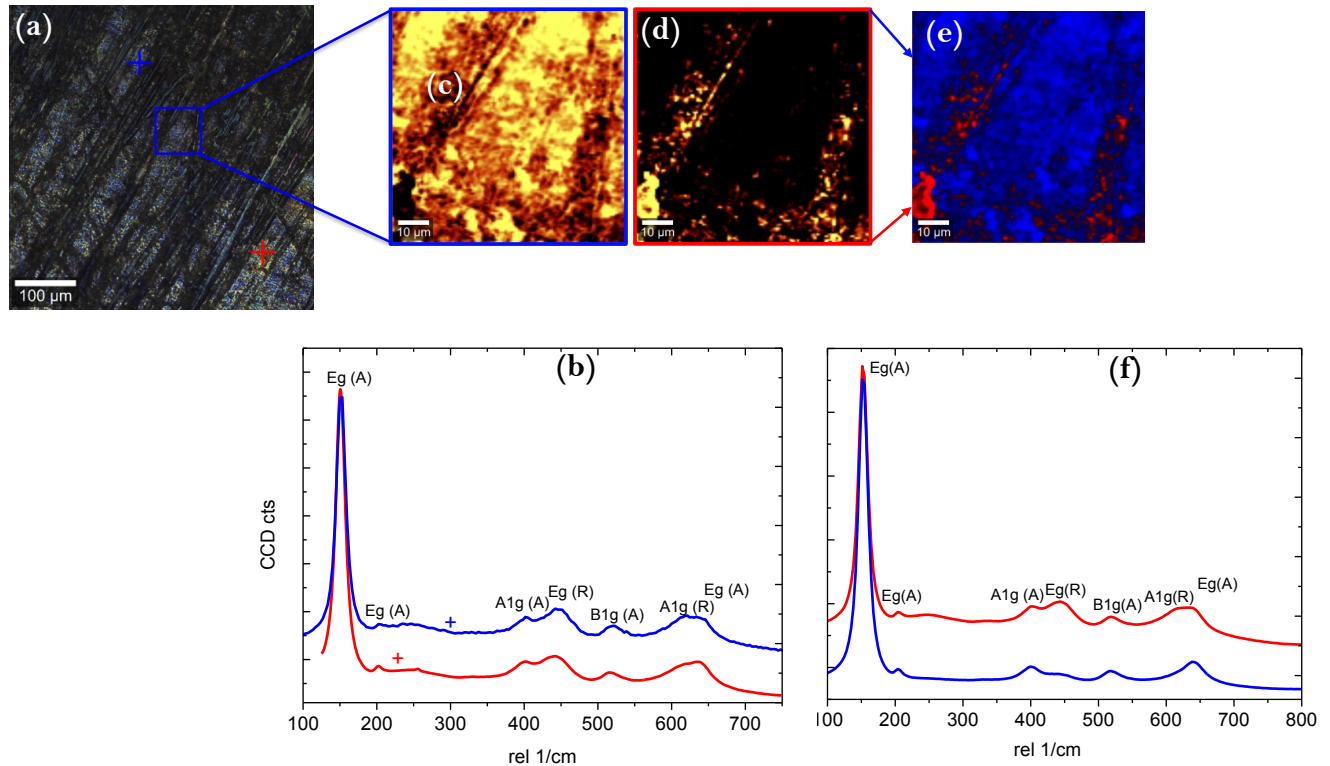 (a)
100 µm
(c)
10 µm
(d)
10 µm
(e)
10 µm
(b)
Eg (A)
Eg (A)
A1g (A)
Eg (R)
B1g (A)
A1g (R)
Eg (A)
CCD cts
100 200 300 400 500 600 700
rel 1/cm
(f)
Eg(A)
Eg(A)
A1g (A)
Eg(R)
B1g(A)
A1g(R)
Eg(A)
100 200 300 400 500 600 700 800
rel 1/cm